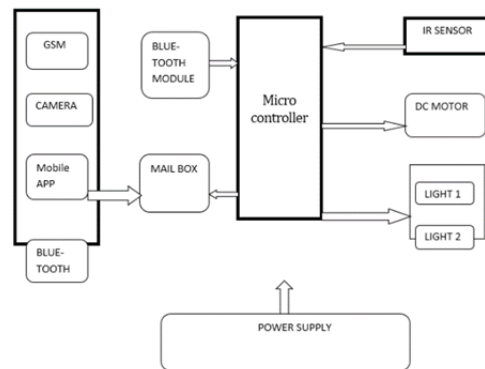 GSM
CAMERA
Mobile
APP
BLUE-
TOOTH
BLUE-
TOOTH
MODULE
MAIL BOX
Micro
controller
IR SENSOR
DC MOTOR
LIGHT 1
LIGHT 2
POWER SUPPLY